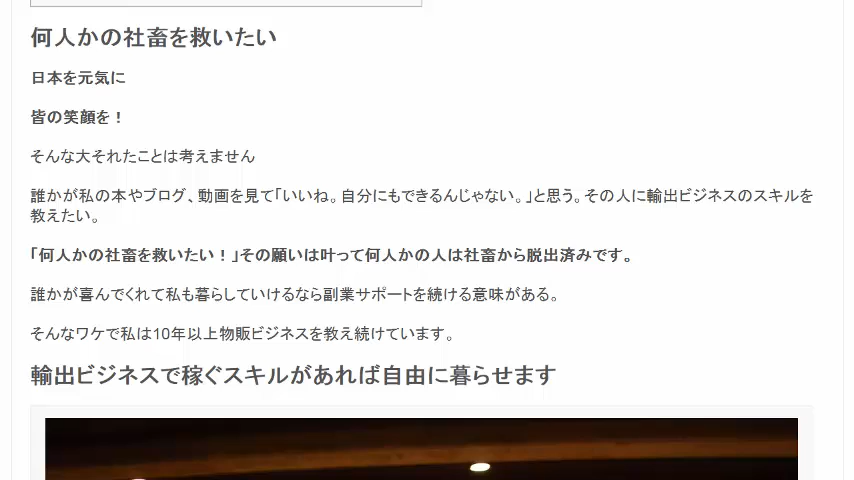 何人かの社畜を救いたい
日本を元気に
皆の笑顔を！
そんな大それたことは考えません
誰かが私の本やブログ、動画を見て「いいね。自分にもできるんじゃない。」と思う。その人に輸出ビジネスのスキルを
教えたい。
「何人かの社畜を救いたい！」その願いは叶って何人かの人は社畜から脱出済みです。
誰かが喜んでくれて私も暮らしていけるなら副業サポートを続ける意味がある。
そんなワケで私は10年以上物販ビジネスを教え続けています。
輸出ビジネスで稼ぐスキルがあれば自由に暮らせます